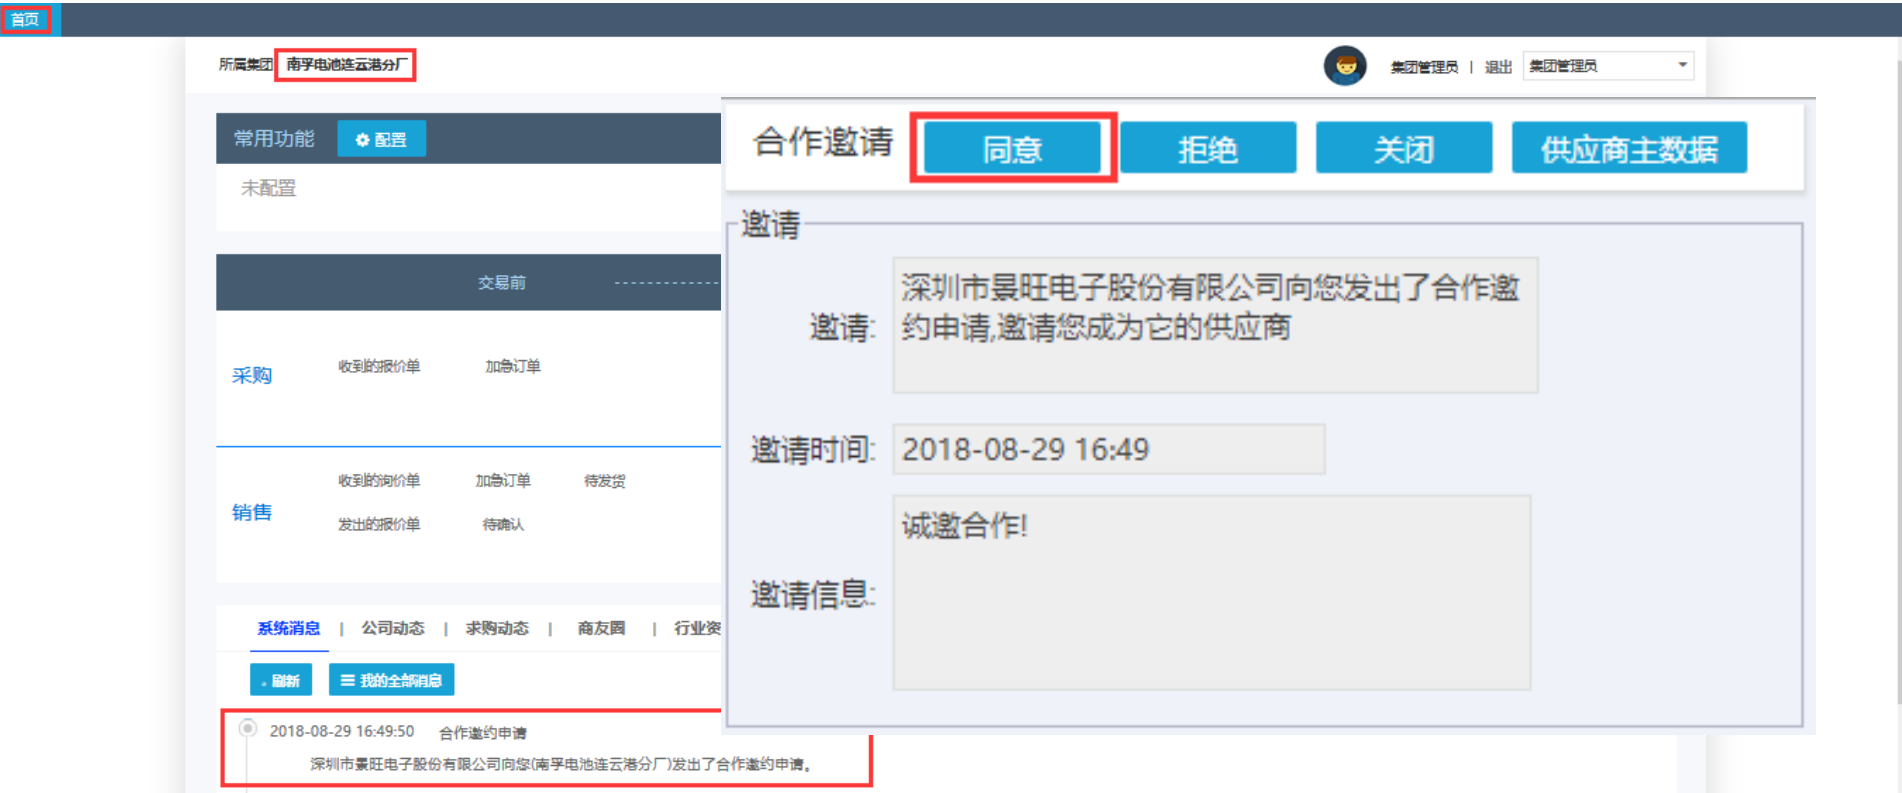 首页
所属集团 南孚电池连云港分厂
集团管理员 | 退出 集团管理员
常用功能 配置
未配置
交易前
采购
收到的报价单 加急订单
销售
收到的询价单 加急订单 待发货
发出的报价单 待确认
系统消息 | 公司动态 | 求购动态 | 商友圈 | 行业资
刷新 我的全部消息
2018-08-29 16:49:50 合作邀约申请
深圳市景旺电子股份有限公司向您(南孚电池连云港分厂)发出了合作邀约申请。
合作邀请 同意 拒绝 关闭 供应商主数据
邀请
邀请: 深圳市景旺电子股份有限公司向您发出了合作邀
约申请,邀请您成为它的供应商
邀请时间: 2018-08-29 16:49
邀请信息: 诚邀合作!